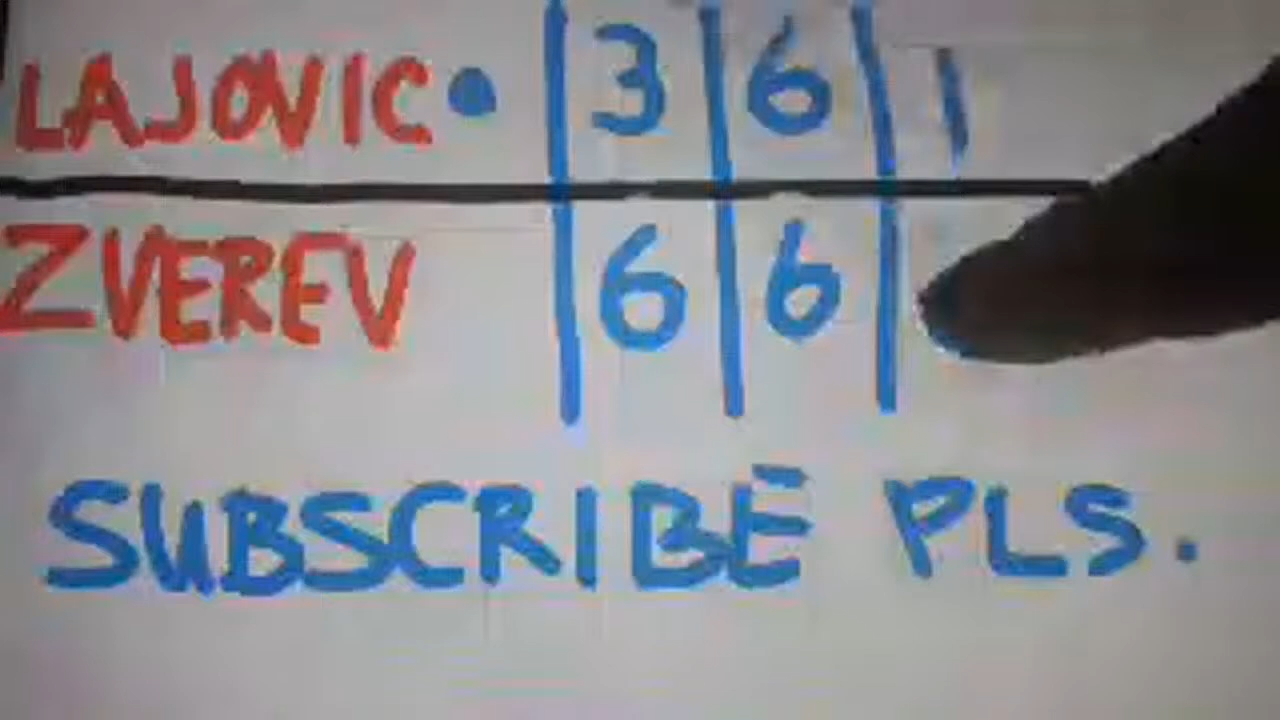 LAJOVIC • 3 6 1
ZVEREV 6 6
SUBSCRIBE PLS.